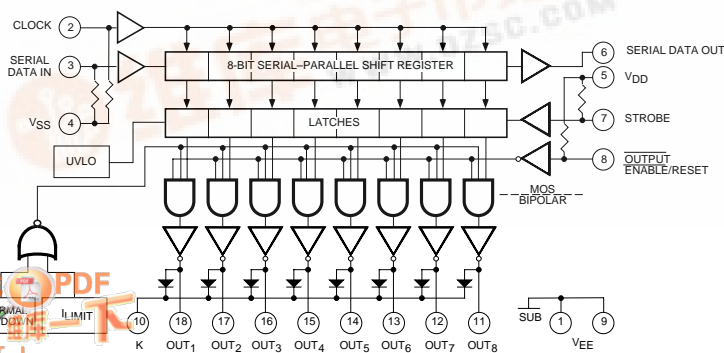 CLOCK 2
SERIAL DATA IN 3
8-BIT SERIAL–PARALLEL SHIFT REGISTER
6 SERIAL DATA OUT
5 VDD
VSS 4
LATCHES
7 STROBE
UVLO
8 OUTPUT ENABLE/RESET
MOS
BIPOLAR
PDF
ILIMIT
10 18 17 16 15 14 13 12 11
K OUT1 OUT2 OUT3 OUT4 OUT5 OUT6 OUT7 OUT8
SUB 1 9
VEE